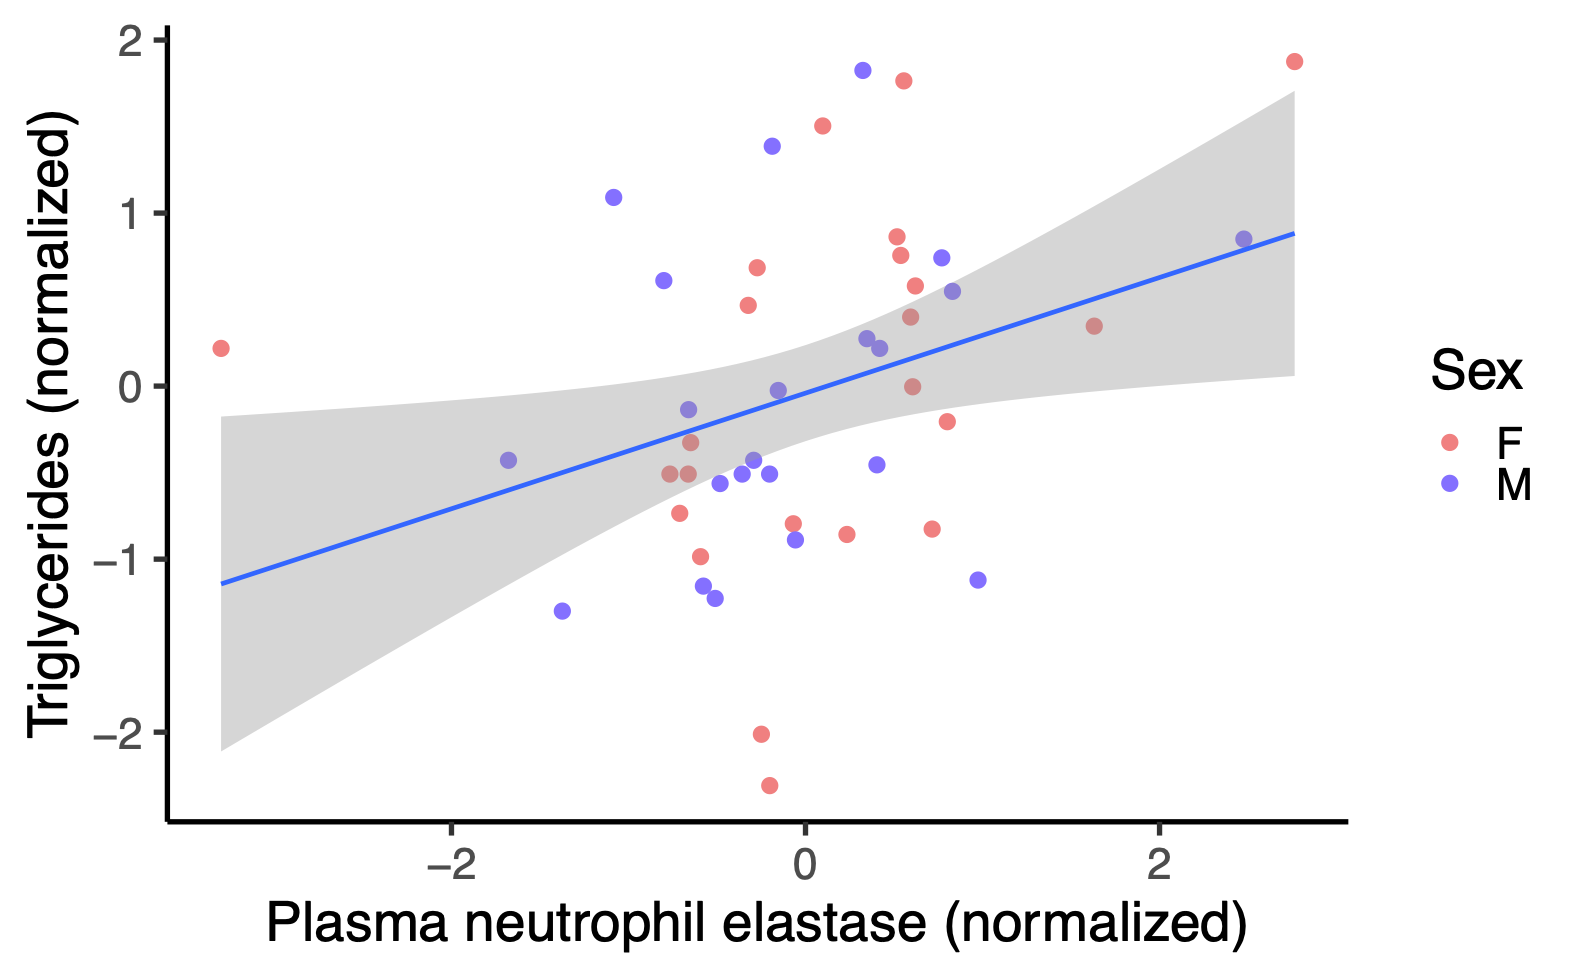 2
1
0
−1
−2
Triglycerides (normalized)
−2
0
2
Plasma neutrophil elastase (normalized)
Sex
F
M